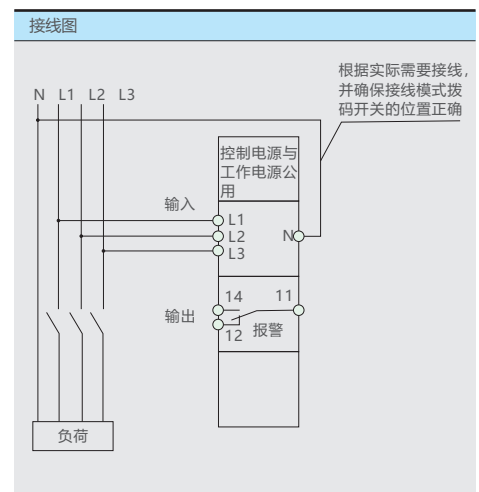 接线图
根据实际需要接线，
并确保接线模式拨
码开关的位置正确
N L1 L2 L3
控制电源与
工作电源公
用
输入
L1
L2 N
L3
14 11
输出
12 报警
负荷